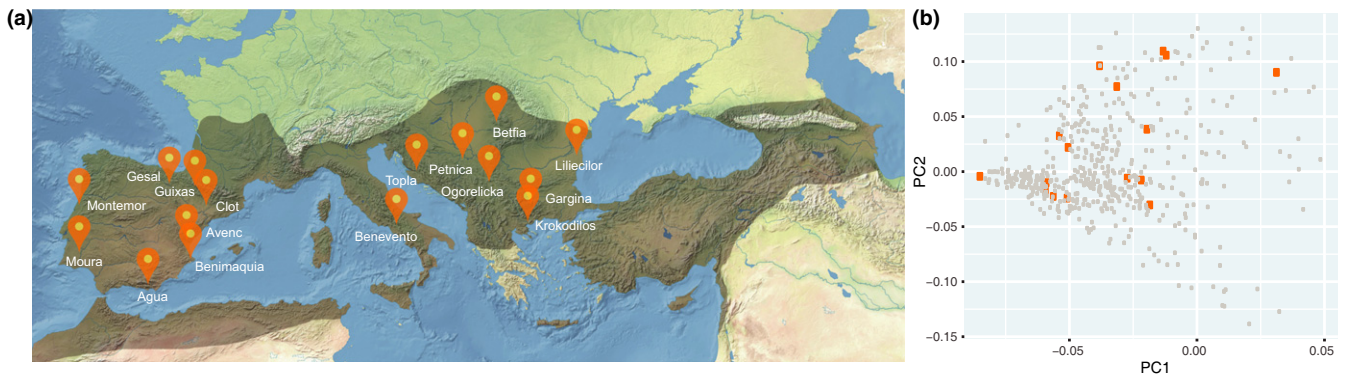 (a)
Betfia
Liliecilor
Petnica
Topla
Ogorelicka
Gesal
Guixas
Montemor
Clot
Gargina
Krokodilos
Avenc
Benevento
Moura
Benimaquia
Agua
(b)
PC2
0.10
0.05
0.00
−0.05
−0.10
−0.15
−0.05
0.00
0.05
PC1